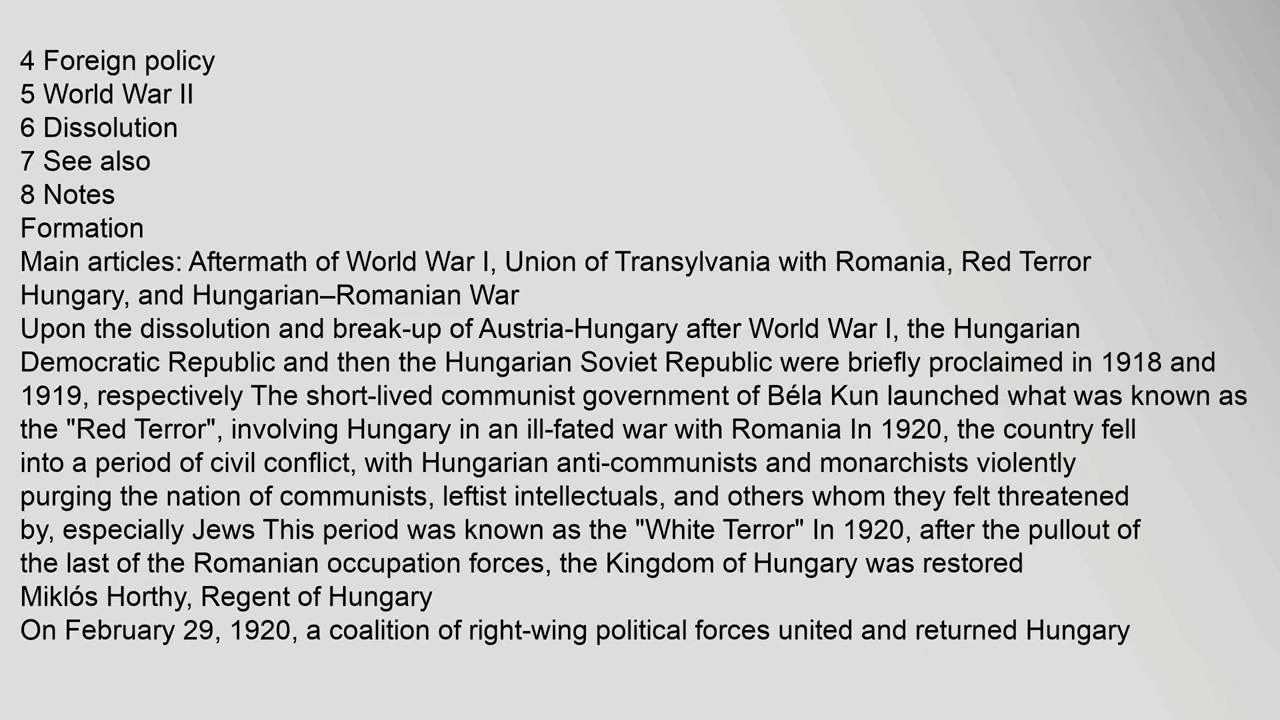 4 Foreign policy
5 World War II
6 Dissolution
7 See also
8 Notes
Formation
Main articles: Aftermath of World War I, Union of Transylvania with Romania, Red Terror
Hungary, and Hungarian–Romanian War
Upon the dissolution and break-up of Austria-Hungary after World War I, the Hungarian
Democratic Republic and then the Hungarian Soviet Republic were briefly proclaimed in 1918 and
1919, respectively The short-lived communist government of Béla Kun launched what was known as
the "Red Terror", involving Hungary in an ill-fated war with Romania In 1920, the country fell
into a period of civil conflict, with Hungarian anti-communists and monarchists violently
purging the nation of communists, leftist intellectuals, and others whom they felt threatened
by, especially Jews This period was known as the "White Terror" In 1920, after the pullout of
the last of the Romanian occupation forces, the Kingdom of Hungary was restored
Miklós Horthy, Regent of Hungary
On February 29, 1920, a coalition of right-wing political forces united and returned Hungary